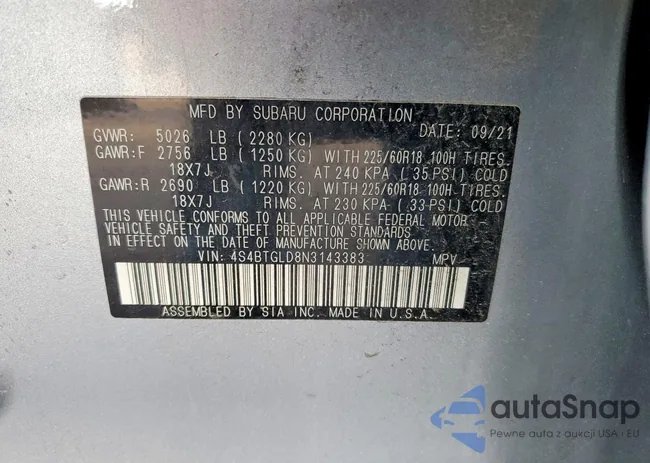 MFD BY SUBARU CORPORATION DATE: 09/21
GVWR: 5026 LB (2280 KG)
GAWR:F 2756 LB (1250 KG) WITH 225/60R18 100H TIRES.
18X7J RIMS. AT 240 KPA (35 PSI) COLD
GAWR:R 2690 LB (1220 KG) WITH 225/60R18 100H TIRES.
18X7J RIMS. AT 230 KPA (33 PSI) COLD
THIS VEHICLE CONFORMS TO ALL APPLICABLE FEDERAL MOTOR
VEHICLE SAFETY AND THEFT PREVENTION STANDARDS
IN EFFECT ON THE DATE OF MANUFACTURE SHOWN ABOVE.
VIN: 4S4BTGLD8N3143383 MPV
ASSEMBLED BY SIA INC. MADE IN U.S.A.
autoSnap
Pewne auta z aukcji USA i EU